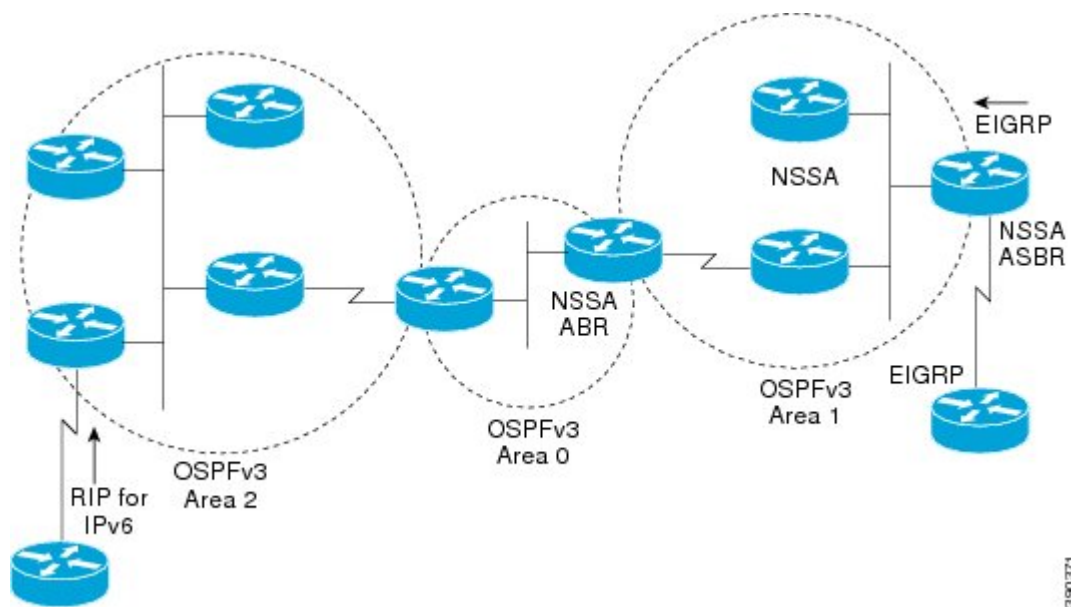 EIGRP
NSSA
NSSA
ASBR
NSSA
ABR
EIGRP
OSPFv3
Area 1
OSPFv3
Area 0
OSPFv3
Area 2
RIP for
IPv6
390371